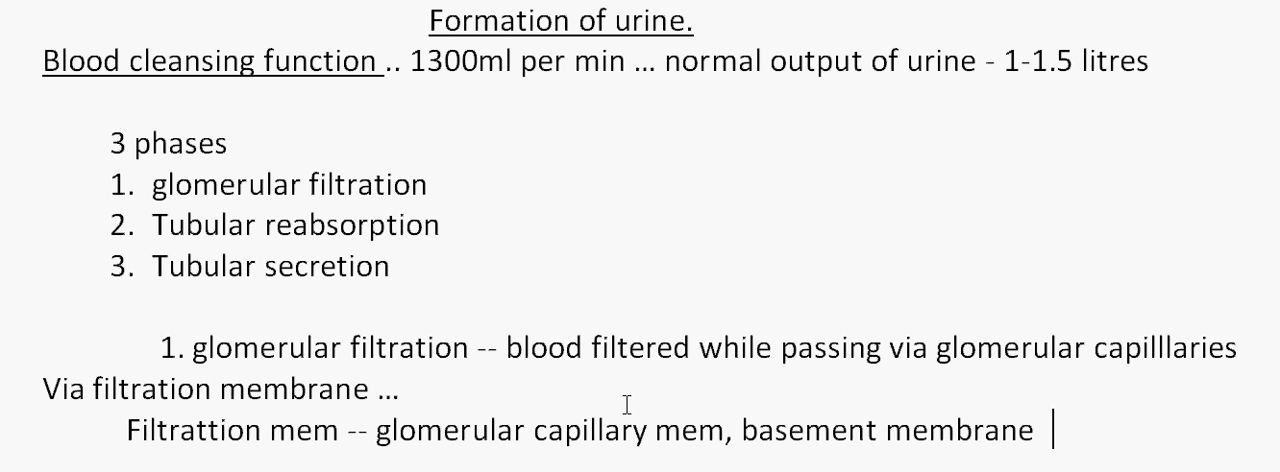 Formation of urine.
Blood cleansing function .. 1300ml per min ... normal output of urine - 1-1.5 litres
3 phases
1. glomerular filtration
2. Tubular reabsorption
3. Tubular secretion
1. glomerular filtration -- blood filtered while passing via glomerular capilllaries
Via filtration membrane ...
Filtrattion mem -- glomerular capillary mem, basement membrane